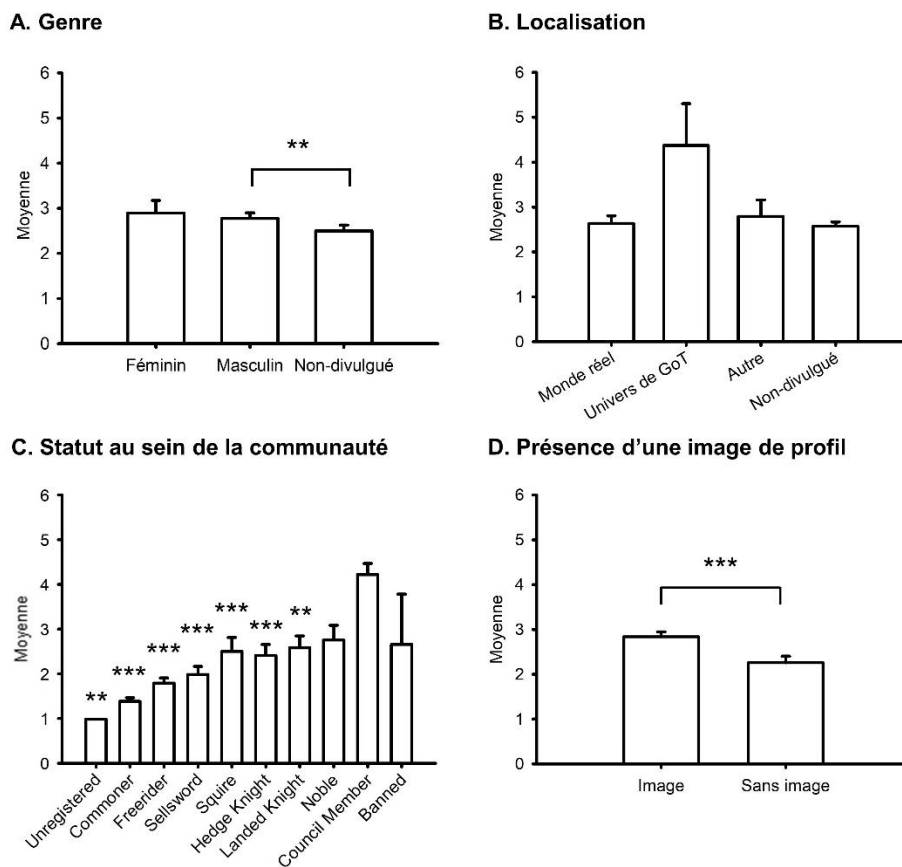 A. Genre
6
5
4
3
2
1
0
Moyenne
**
Féminin Masculin Non-divulgué
B. Localisation
6
5
4
3
2
1
0
Moyenne
Monde réel
Univers de GoT
Autre
Non-divulgué
C. Statut au sein de la communauté
6
5
4
3
2
1
0
Moyenne
**
***
***
***
***
***
**
Unregistered
Commoner
Freerider
Sellsword
Squire
Hedge Knight
Landed Knight
Noble
Council Member
Banned
D. Présence d’une image de profil
6
5
4
3
2
1
0
Moyenne
***
Image Sans image